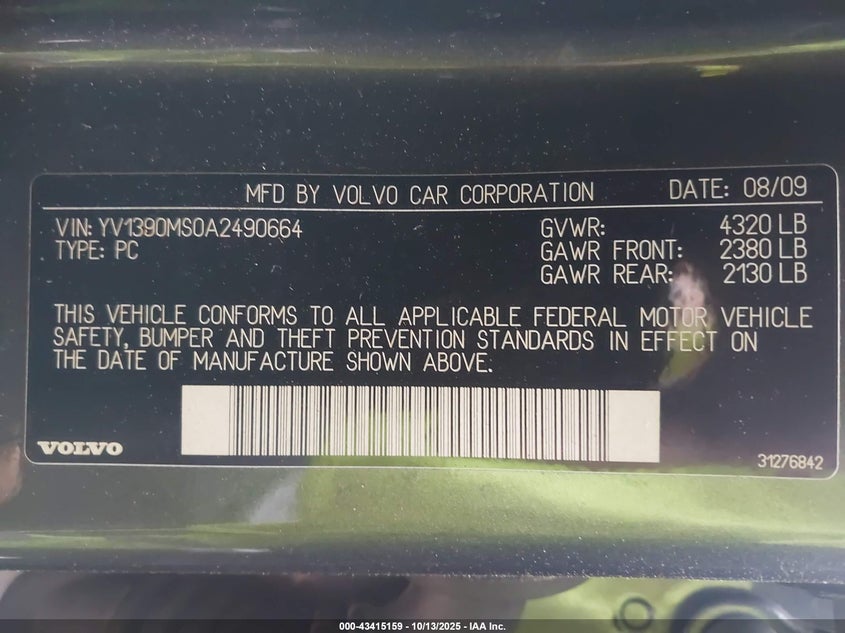 MFD BY VOLVO CAR CORPORATION DATE: 08/09
VIN: YV1390MS0A2490664 GVWR: 4320 LB
TYPE: PC GAWR FRONT: 2380 LB
GAWR REAR: 2130 LB
THIS VEHICLE CONFORMS TO ALL APPLICABLE FEDERAL MOTOR VEHICLE
SAFETY, BUMPER AND THEFT PREVENTION STANDARDS IN EFFECT ON
THE DATE OF MANUFACTURE SHOWN ABOVE.
VOLVO 31276842
000-43415159 - 10/13/2025 - IAA Inc.